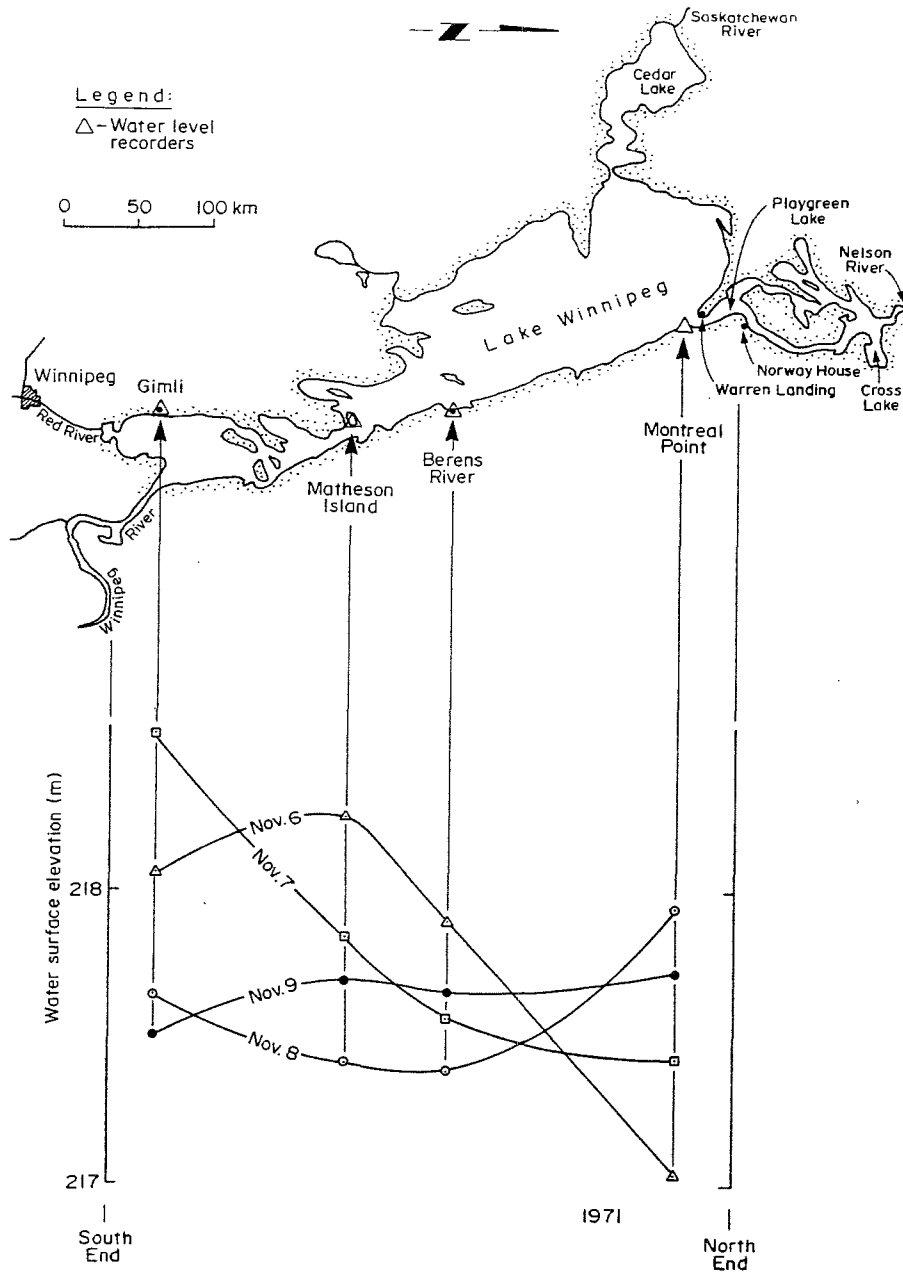 Saskatchewan
River
Cedar
Lake
Z
Legend:
△ – Water level
recorders
0 50 100 km
Playgreen
Lake
Nelson
River
Lake Winnipeg
Winnipeg
Gimli
Red River
Norway House
Warren Landing
Cross
Lake
Montreal
Point
Berens
River
Matheson
Island
River
Winnipeg
Water surface elevation (m)
Nov. 6
Nov. 7
218
Nov. 9
Nov. 8
217
1971
South
End
North
End